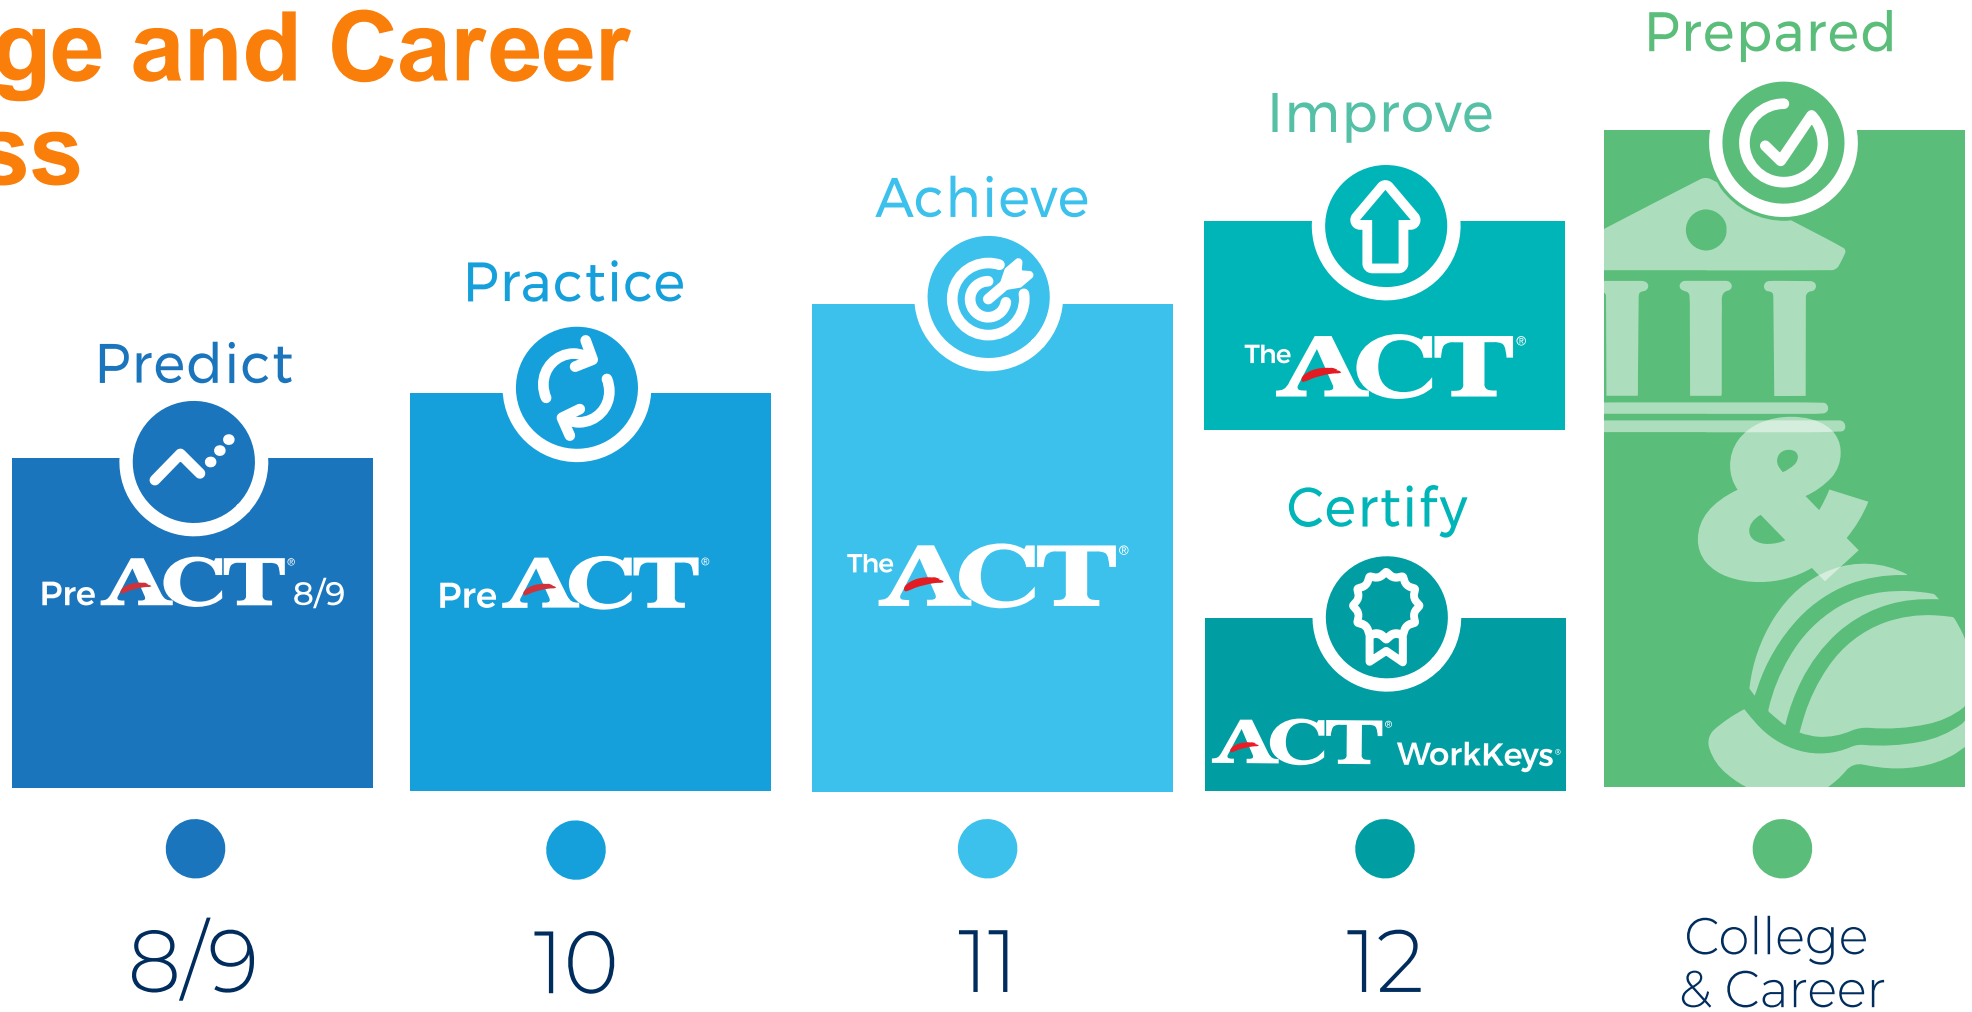 ge and Career
ss
Predict
Pre ACT® 8/9
8/9
Practice
Pre ACT®
10
Achieve
The ACT®
11
Improve
The ACT®
Certify
ACT® WorkKeys®
12
Prepared
&
College
& Career